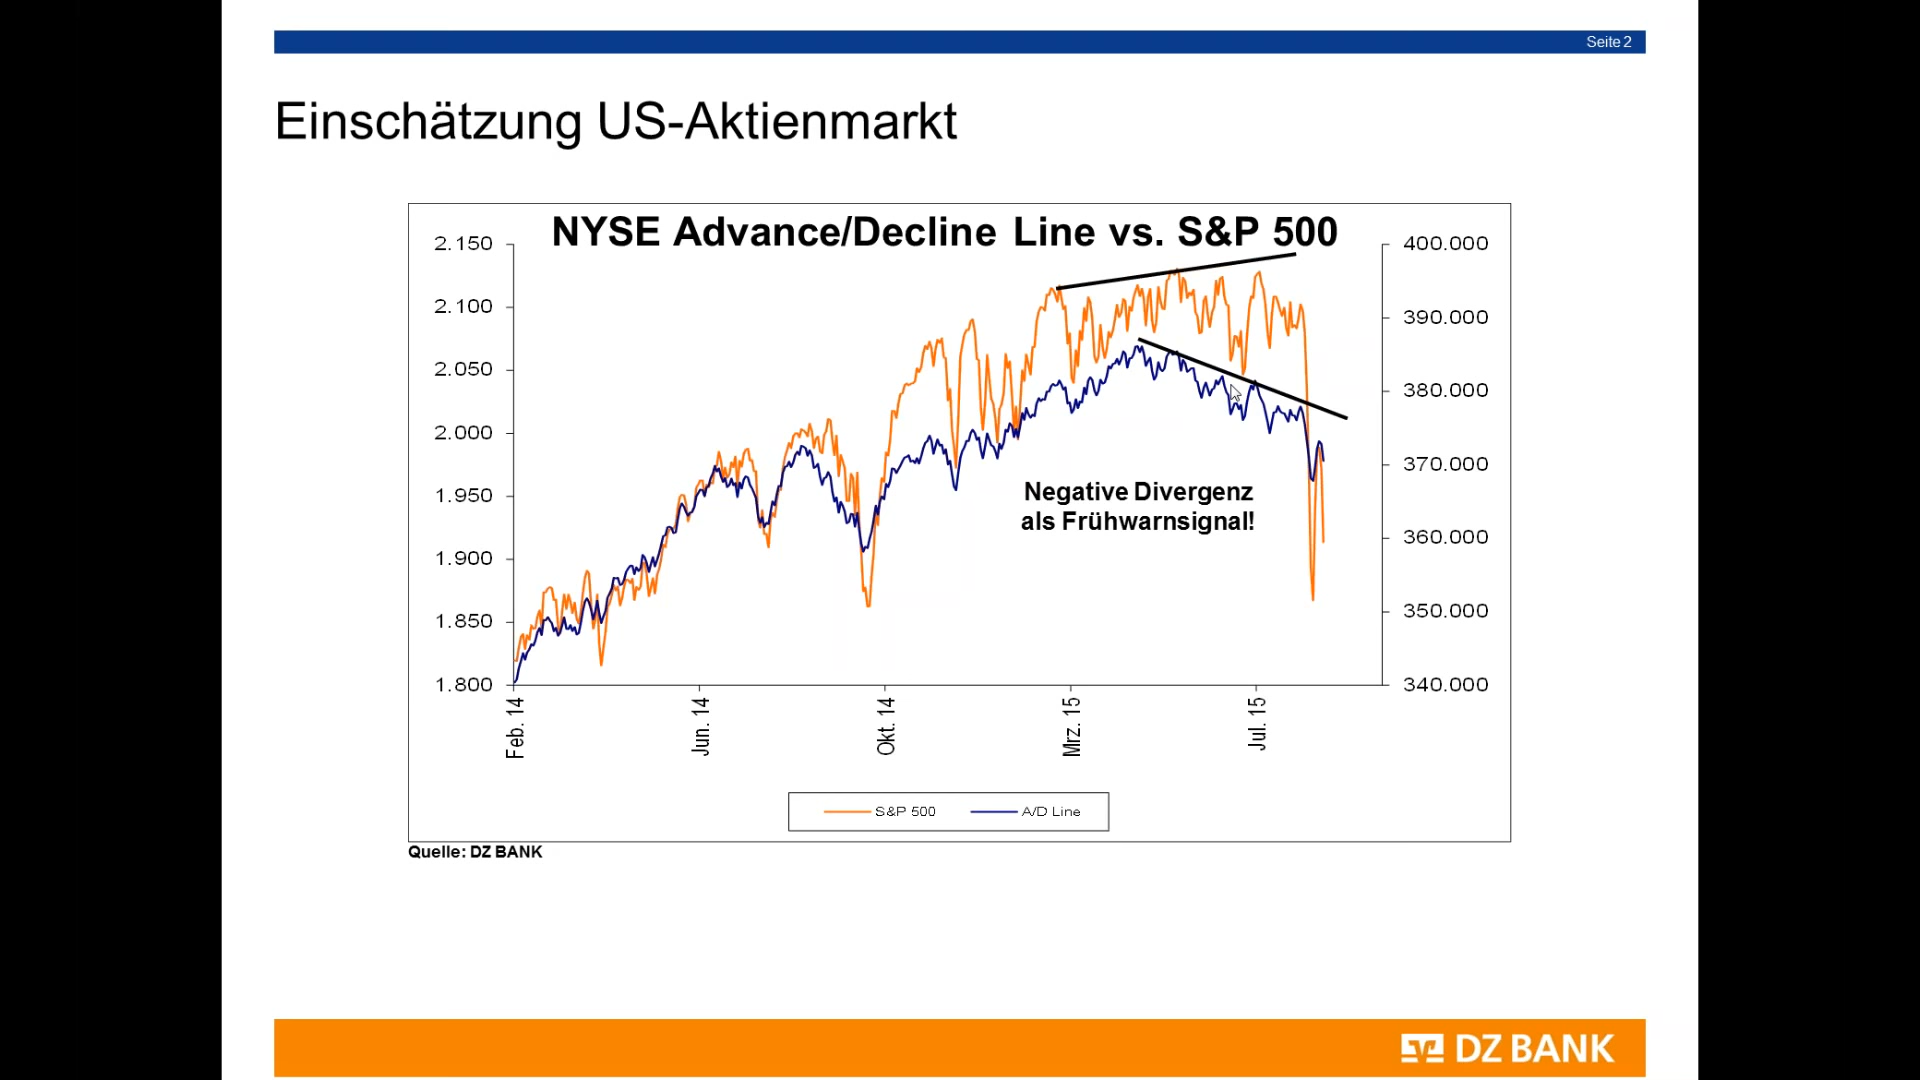 Seite 2
Einschätzung US-Aktienmarkt
NYSE Advance/Decline Line vs. S&P 500
2.150
2.100
2.050
2.000
1.950
1.900
1.850
1.800
400.000
390.000
380.000
370.000
360.000
350.000
340.000
Negative Divergenz
als Frühwarnsignal!
Feb. 14
Jun. 14
Okt. 14
Mrz. 15
Jul. 15
S&P 500
A/D Line
Quelle: DZ BANK
DZ BANK